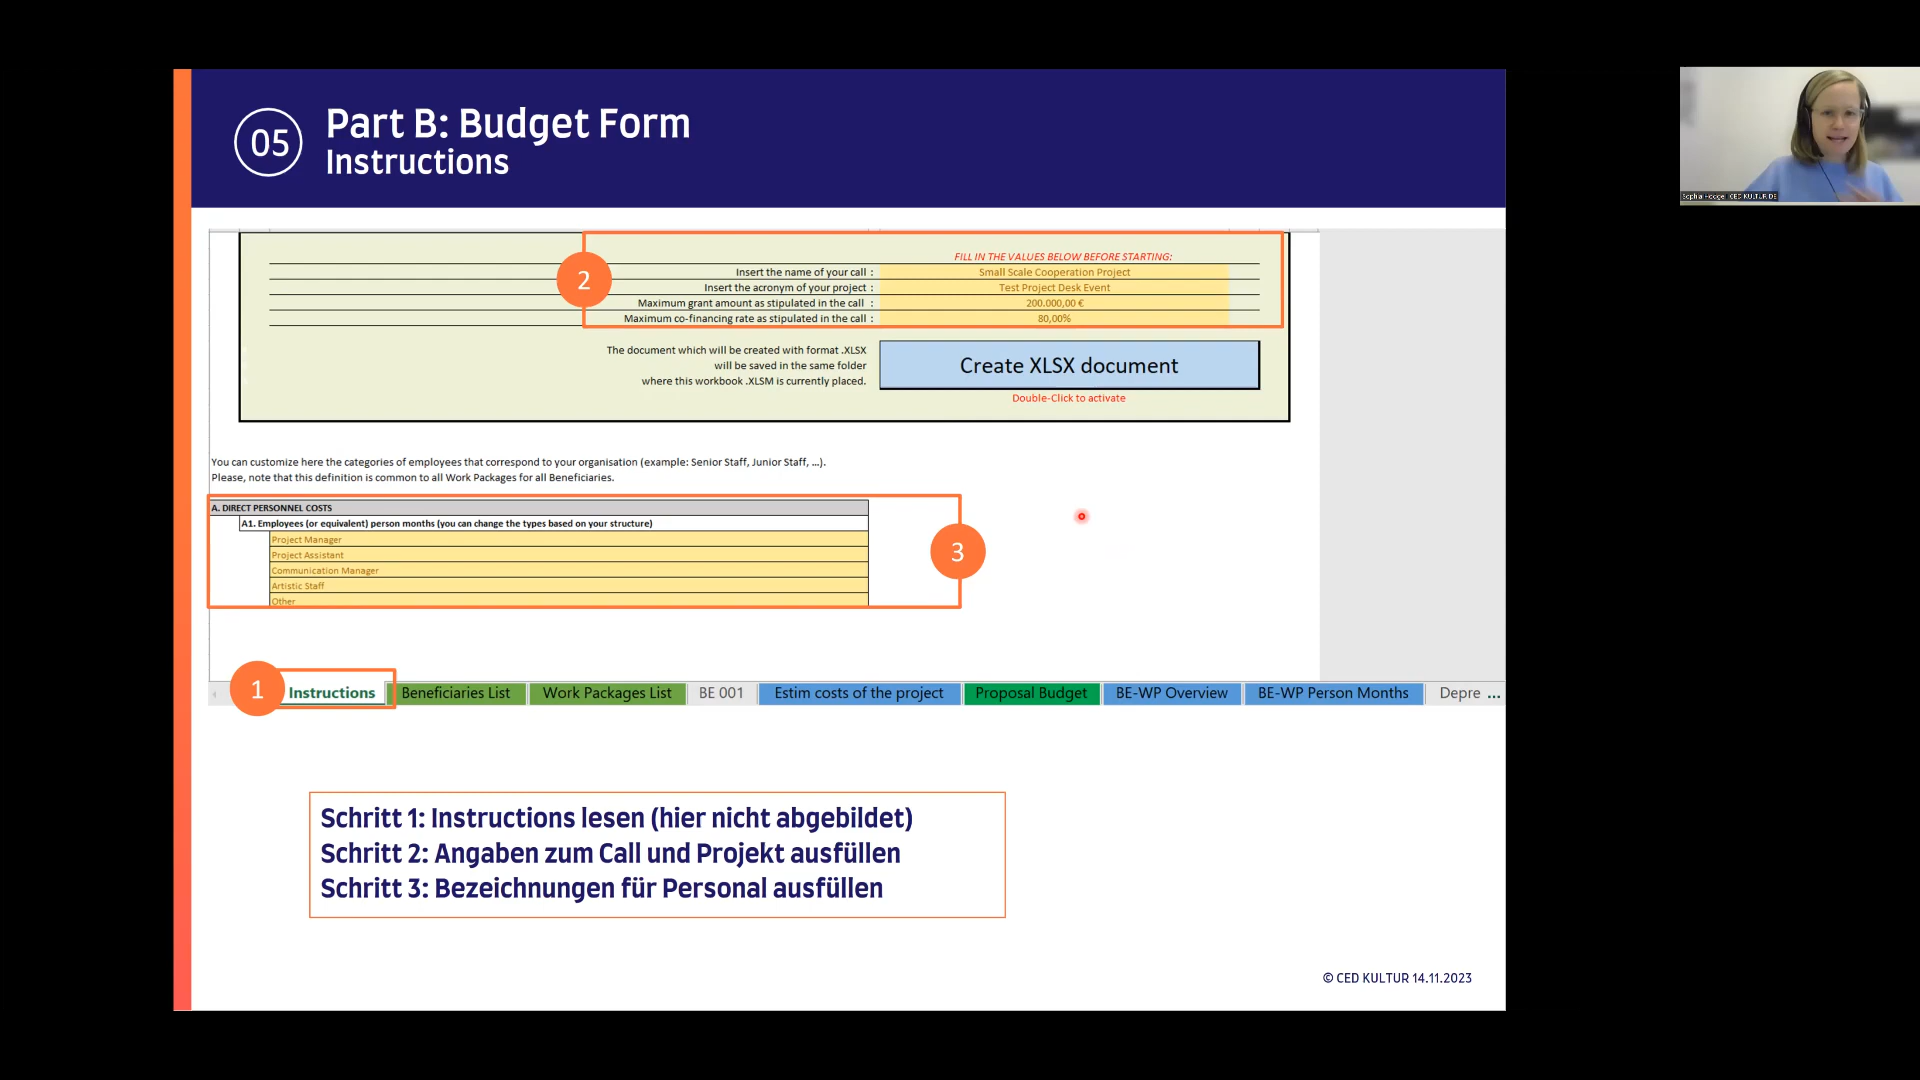 05
Part B: Budget Form
Instructions
2
FILL IN THE VALUES BELOW BEFORE STARTING:
Insert the name of your call : Small Scale Cooperation Project
Insert the acronym of your project : Test Project Desk Event
Maximum grant amount as stipulated in the call : 200.000,00 €
Maximum co-financing rate as stipulated in the call : 80,00%
The document which will be created with format .XLSX
will be saved in the same folder
where this workbook .XLSM is currently placed.
Create XLSX document
Double-Click to activate
You can customize here the categories of employees that correspond to your organisation (example: Senior Staff, Junior Staff, ...).
Please, note that this definition is common to all Work Packages for all Beneficiaries.
A. DIRECT PERSONNEL COSTS
A1. Employees (or equivalent) person months (you can change the types based on your structure)
Project Manager
Project Assistant
Communication Manager
Artistic Staff
Other
3
1
Instructions Beneficiaries List Work Packages List BE 001 Estim costs of the project Proposal Budget BE-WP Overview BE-WP Person Months Depre ...
Schritt 1: Instructions lesen (hier nicht abgebildet)
Schritt 2: Angaben zum Call und Projekt ausfüllen
Schritt 3: Bezeichnungen für Personal ausfüllen
© CED KULTUR 14.11.2023
CED KULTUR DE